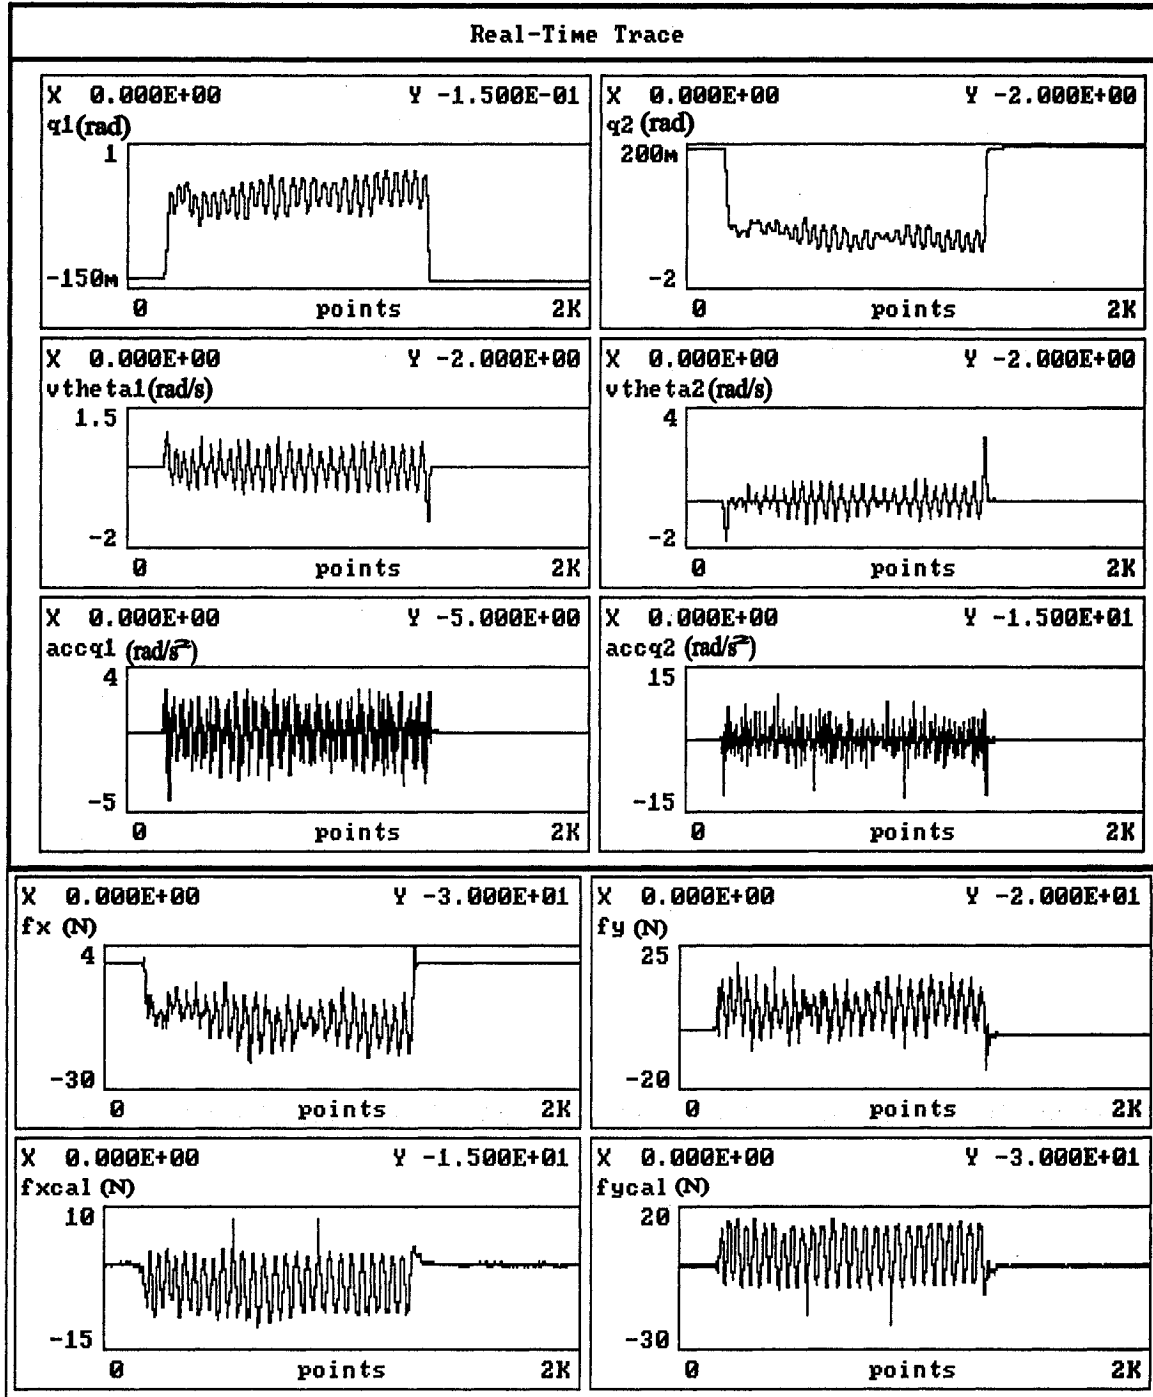 Real-Time Trace
X 0.000E+00 Y -1.500E-01
q1(rad)
1
-150м
0 points 2K
X 0.000E+00 Y -2.000E+00
q2 (rad)
200м
-2
0 points 2K
X 0.000E+00 Y -2.000E+00
vtheta1(rad/s)
1.5
-2
0 points 2K
X 0.000E+00 Y -2.000E+00
vtheta2(rad/s)
4
-2
0 points 2K
X 0.000E+00 Y -5.000E+00
accq1 (rad/s²)
4
-5
0 points 2K
X 0.000E+00 Y -1.500E+01
accq2 (rad/s²)
15
-15
0 points 2K
X 0.000E+00 Y -3.000E+01
fx (N)
4
-30
0 points 2K
X 0.000E+00 Y -2.000E+01
fy (N)
25
-20
0 points 2K
X 0.000E+00 Y -1.500E+01
fxcal (N)
10
-15
0 points 2K
X 0.000E+00 Y -3.000E+01
fycal (N)
20
-30
0 points 2K